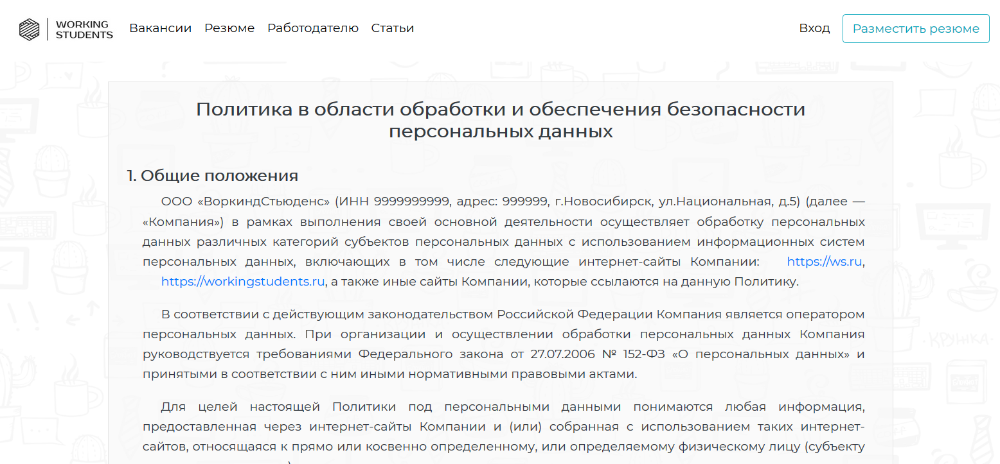 WORKING
STUDENTS
Вакансии Резюме Работодателю Статьи
Вход Разместить резюме
Политика в области обработки и обеспечения безопасности
персональных данных
1. Общие положения
ООО «ВоркиндСтьюденс» (ИНН 9999999999, адрес: 999999, г.Новосибирск, ул.Национальная, д.5) (далее —
«Компания») в рамках выполнения своей основной деятельности осуществляет обработку персональных
данных различных категорий субъектов персональных данных с использованием информационных систем
персональных данных, включающих в том числе следующие интернет-сайты Компании: https://ws.ru,
https://workingstudents.ru, а также иные сайты Компании, которые ссылаются на данную Политику.
В соответствии с действующим законодательством Российской Федерации Компания является оператором
персональных данных. При организации и осуществлении обработки персональных данных Компания
руководствуется требованиями Федерального закона от 27.07.2006 № 152-ФЗ «О персональных данных» и
принятыми в соответствии с ним иными нормативными правовыми актами.
·КРУЖКА·
Для целей настоящей Политики под персональными данными понимаются любая информация,
предоставленная через интернет-сайты Компании и (или) собранная с использованием таких интернет-
сайтов, относящаяся к прямо или косвенно определенному, или определяемому физическому лицу (субъекту